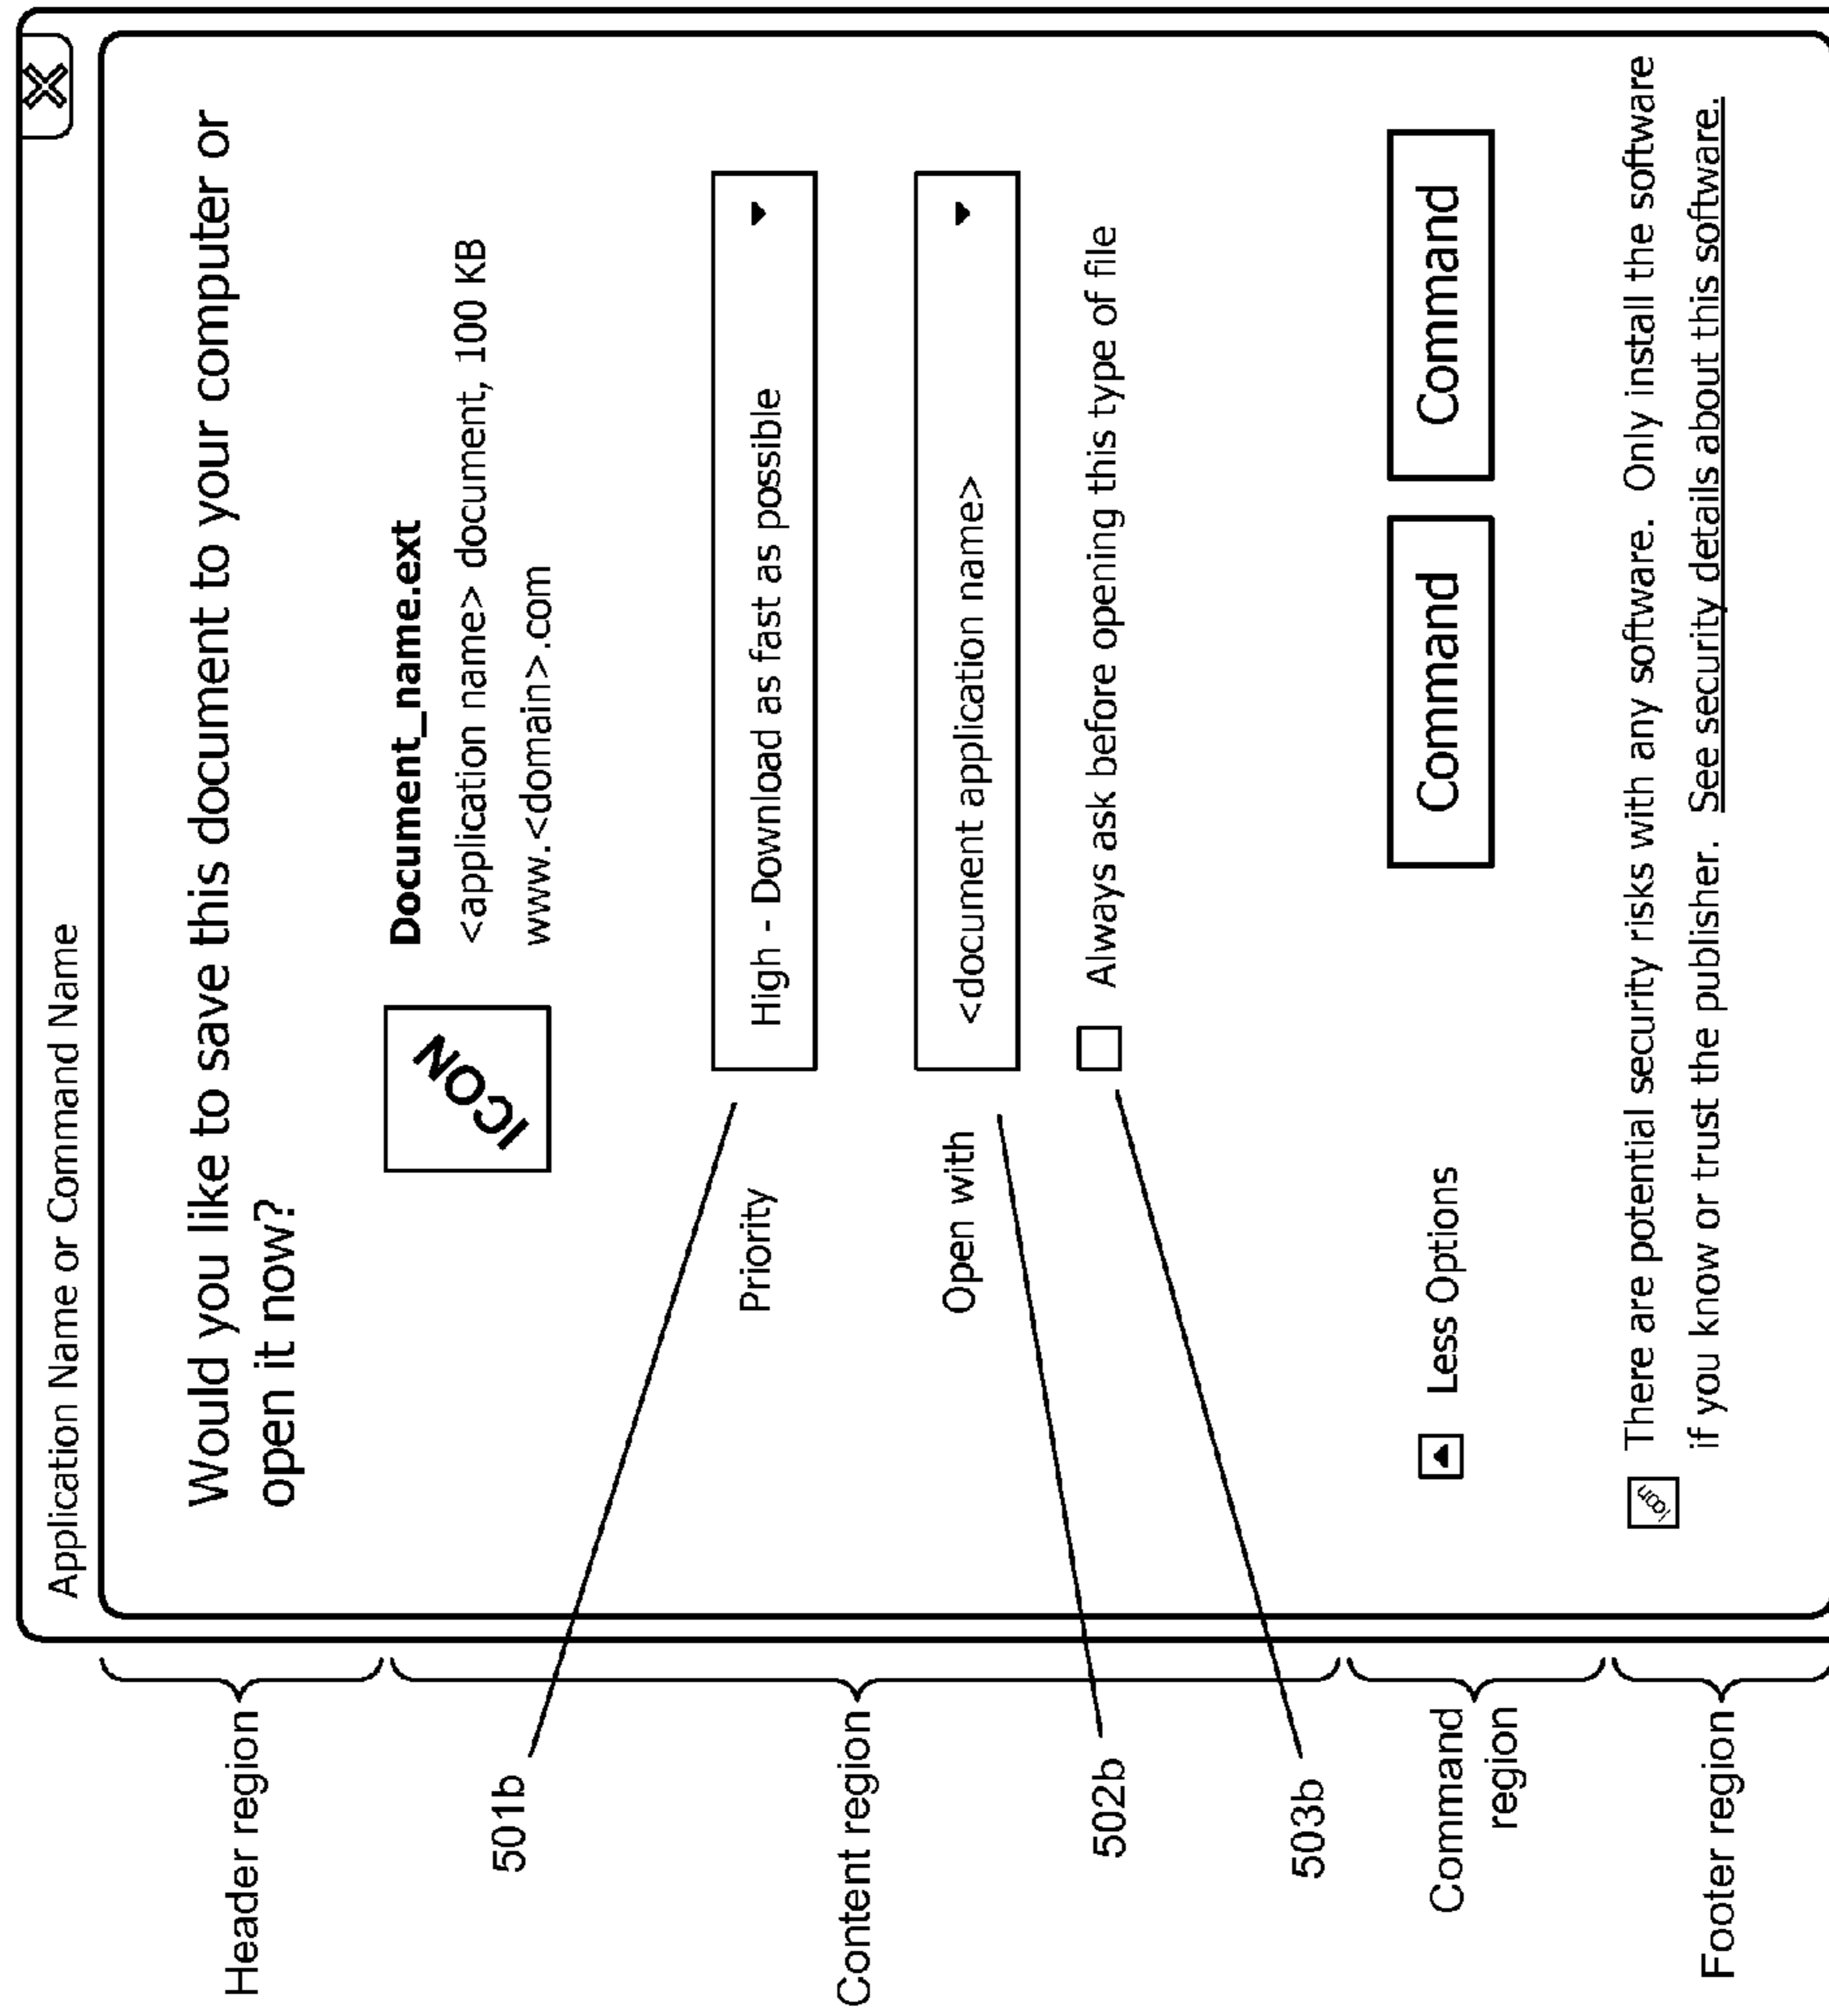 Application Name or Command Name
Header region
Would you like to save this document to your computer or
open it now?
ICON
Document_name.ext
<application name> document, 100 KB
www.<domain>.com
501b
Content region
Priority
High - Download as fast as possible
502b
Open with
<document application name>
503b
Always ask before opening this type of file
Command
region
Less Options
Command
Command
Footer region
Icon
There are potential security risks with any software. Only install the software
if you know or trust the publisher. See security details about this software.